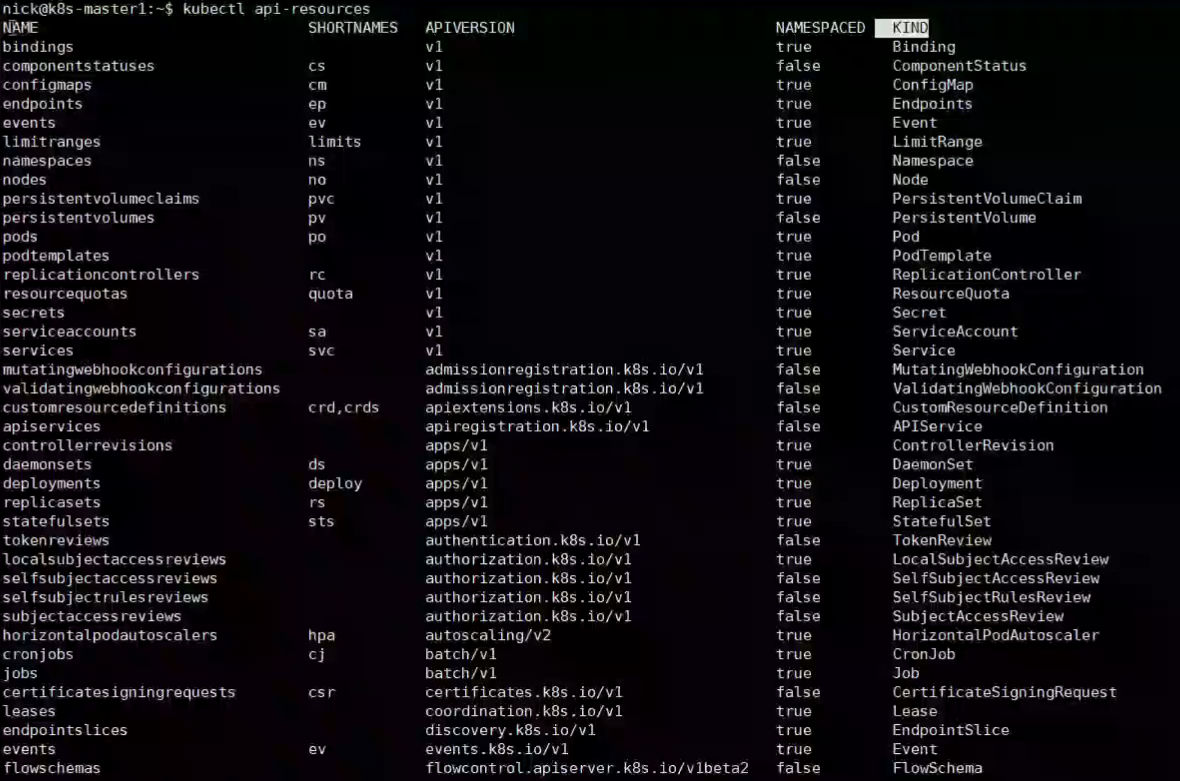 nick@k8s-master1:~$ kubectl api-resources
NAME SHORTNAMES APIVERSION NAMESPACED KIND
bindings v1 true Binding
componentstatuses cs v1 false ComponentStatus
configmaps cm v1 true ConfigMap
endpoints ep v1 true Endpoints
events ev v1 true Event
limitranges limits v1 true LimitRange
namespaces ns v1 false Namespace
nodes no v1 false Node
persistentvolumeclaims pvc v1 true PersistentVolumeClaim
persistentvolumes pv v1 false PersistentVolume
pods po v1 true Pod
podtemplates v1 true PodTemplate
replicationcontrollers rc v1 true ReplicationController
resourcequotas quota v1 true ResourceQuota
secrets v1 true Secret
serviceaccounts sa v1 true ServiceAccount
services svc v1 true Service
mutatingwebhookconfigurations admissionregistration.k8s.io/v1 false MutatingWebhookConfiguration
validatingwebhookconfigurations admissionregistration.k8s.io/v1 false ValidatingWebhookConfiguration
customresourcedefinitions crd,crds apiextensions.k8s.io/v1 false CustomResourceDefinition
apiservices apiregistration.k8s.io/v1 false APIService
controllerrevisions apps/v1 true ControllerRevision
daemonsets ds apps/v1 true DaemonSet
deployments deploy apps/v1 true Deployment
replicasets rs apps/v1 true ReplicaSet
statefulsets sts apps/v1 true StatefulSet
tokenreviews authentication.k8s.io/v1 false TokenReview
localsubjectaccessreviews authorization.k8s.io/v1 true LocalSubjectAccessReview
selfsubjectaccessreviews authorization.k8s.io/v1 false SelfSubjectAccessReview
selfsubjectrulesreviews authorization.k8s.io/v1 false SelfSubjectRulesReview
subjectaccessreviews authorization.k8s.io/v1 false SubjectAccessReview
horizontalpodautoscalers hpa autoscaling/v2 true HorizontalPodAutoscaler
cronjobs cj batch/v1 true CronJob
jobs batch/v1 true Job
certificatesigningrequests csr certificates.k8s.io/v1 false CertificateSigningRequest
leases coordination.k8s.io/v1 true Lease
endpointslices discovery.k8s.io/v1 true EndpointSlice
events ev events.k8s.io/v1 true Event
flowschemas flowcontrol.apiserver.k8s.io/v1beta2 false FlowSchema